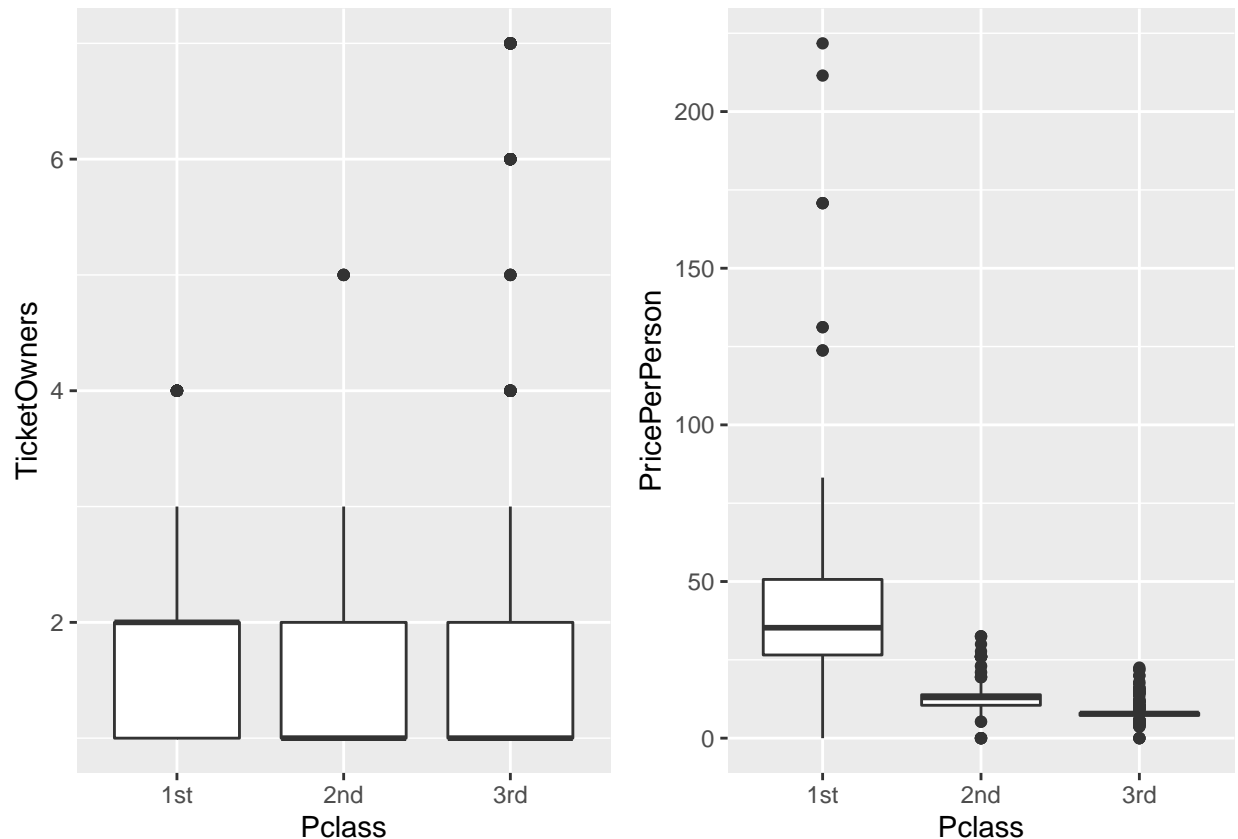 TicketOwners
6
4
2
1st 2nd 3rd
Pclass
PricePerPerson
200
150
100
50
0
1st 2nd 3rd
Pclass